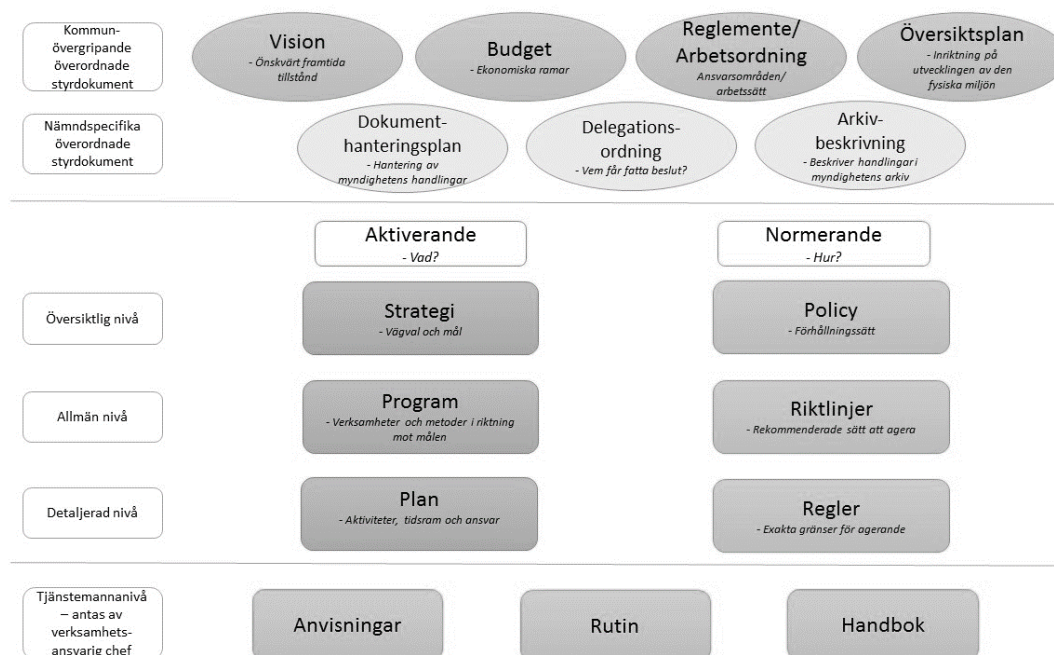 Kommun-
övergripande
överordnade
styrdokument
Vision
- Önskvärt framtida
tillstånd
Budget
- Ekonomiska ramar
Reglemente/
Arbetsordning
Ansvarsområden/
arbetssätt
Översiktsplan
- Inriktning på
utvecklingen av den
fysiska miljön
Nämndspecifika
överordnade
styrdokument
Dokument-
hanteringsplan
- Hantering av
myndighetens handlingar
Delegations-
ordning
- Vem får fatta beslut?
Arkiv-
beskrivning
- Beskriver handlingar i
myndighetens arkiv
Aktiverande
- Vad?
Normerande
- Hur?
Översiktlig nivå
Strategi
- Vägval och mål
Policy
- Förhållningssätt
Allmän nivå
Program
- Verksamheter och metoder i riktning
mot målen
Riktlinjer
- Rekommenderade sätt att agera
Detaljerad nivå
Plan
- Aktiviteter, tidsram och ansvar
Regler
- Exakta gränser för agerande
Tjänstemannanivå
– antas av
verksamhets-
ansvarig chef
Anvisningar
Rutin
Handbok